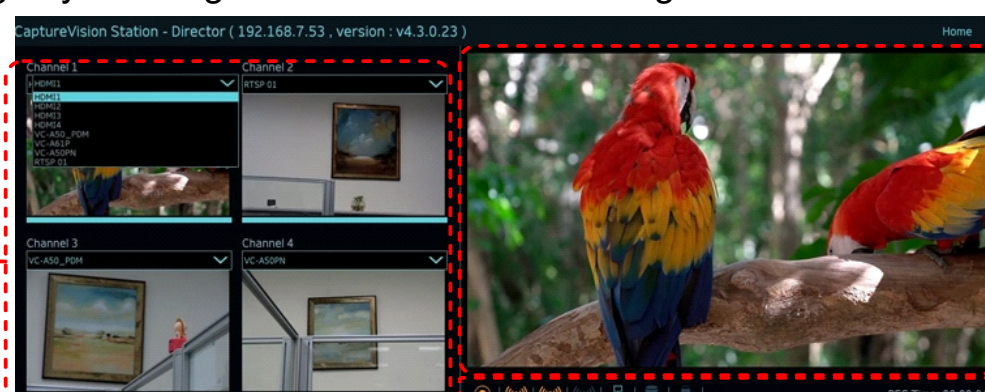 CaptureVision Station - Director ( 192.168.7.53 , version : v4.3.0.23 )
Home
Channel 1
Channel 2
HDMI1
RTSP 01
HDMI1
HDMI2
HDMI3
HDMI4
VC-A50_PDM
VC-A61P
VC-A50PN
RTSP 01
Channel 3
Channel 4
VC-A50_PDM
VC-A50PN